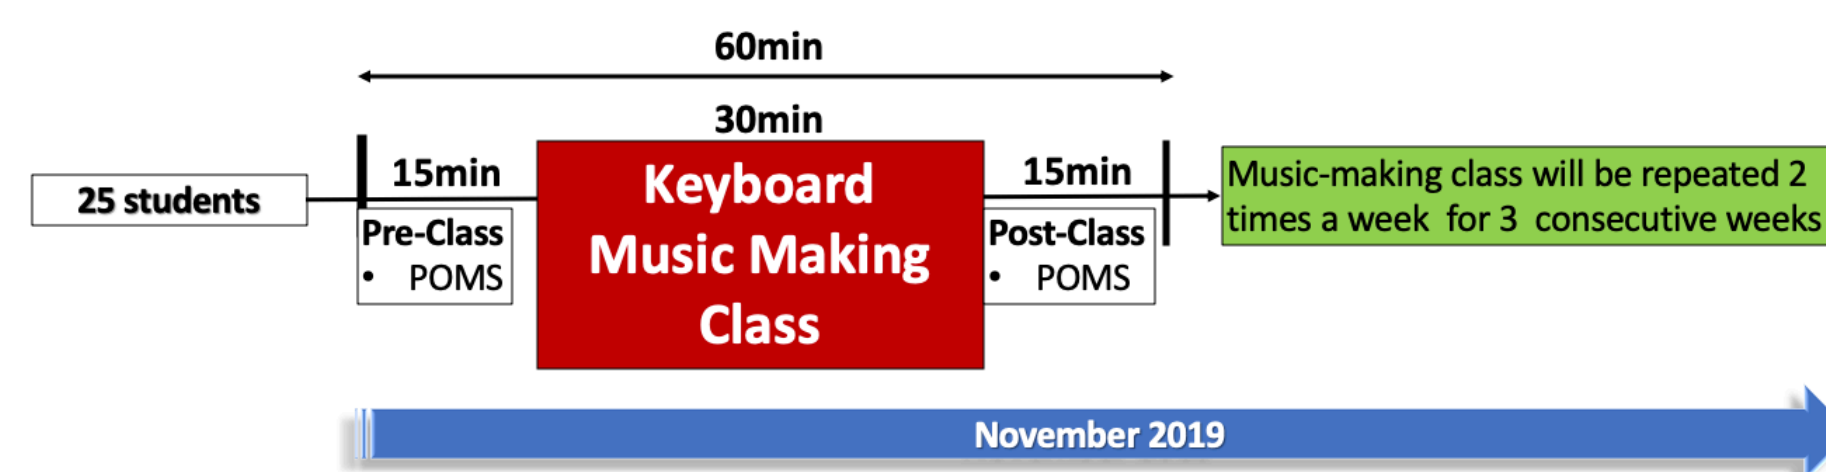 60min
30min
25 students
15min
Pre-Class
• POMS
Keyboard
Music Making
Class
15min
Post-Class
• POMS
Music-making class will be repeated 2
times a week for 3 consecutive weeks
November 2019